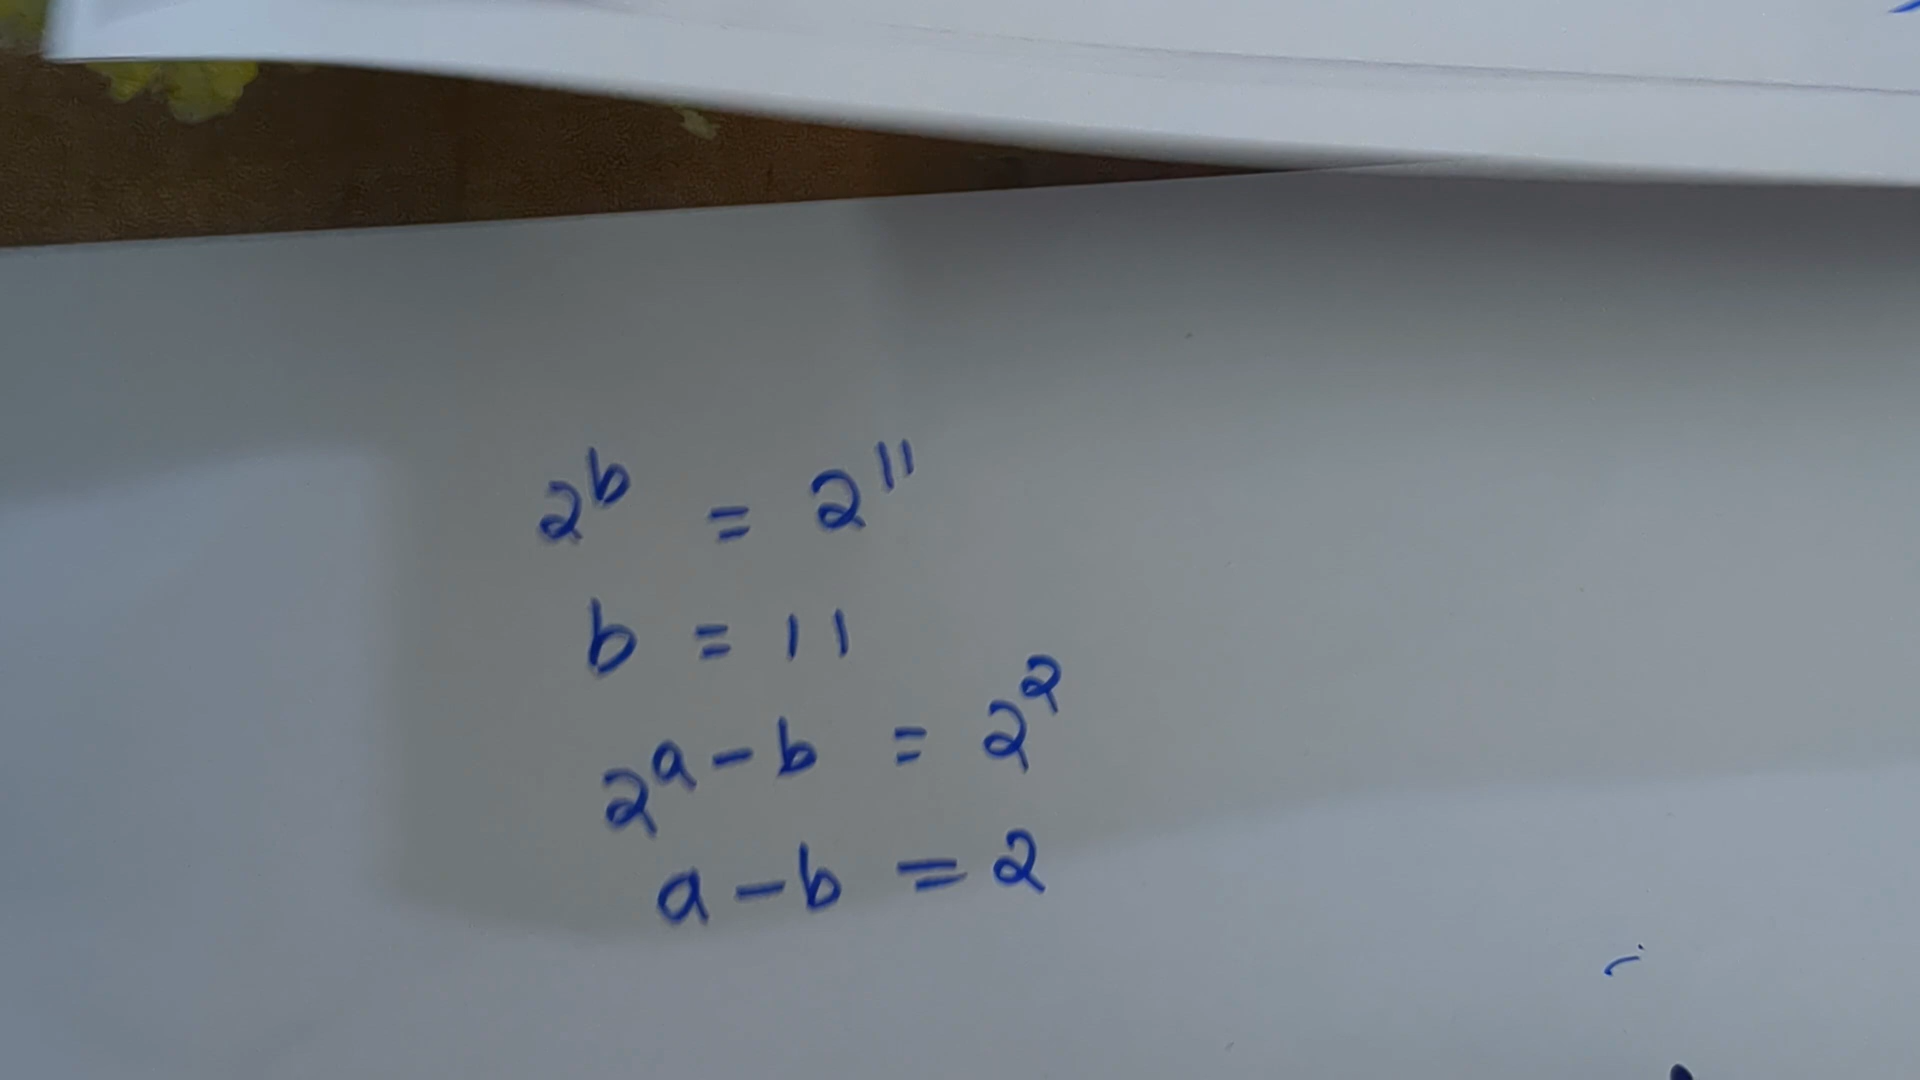 2^b = 2^11
b = 11
2^a-b = 2^2
a - b = 2